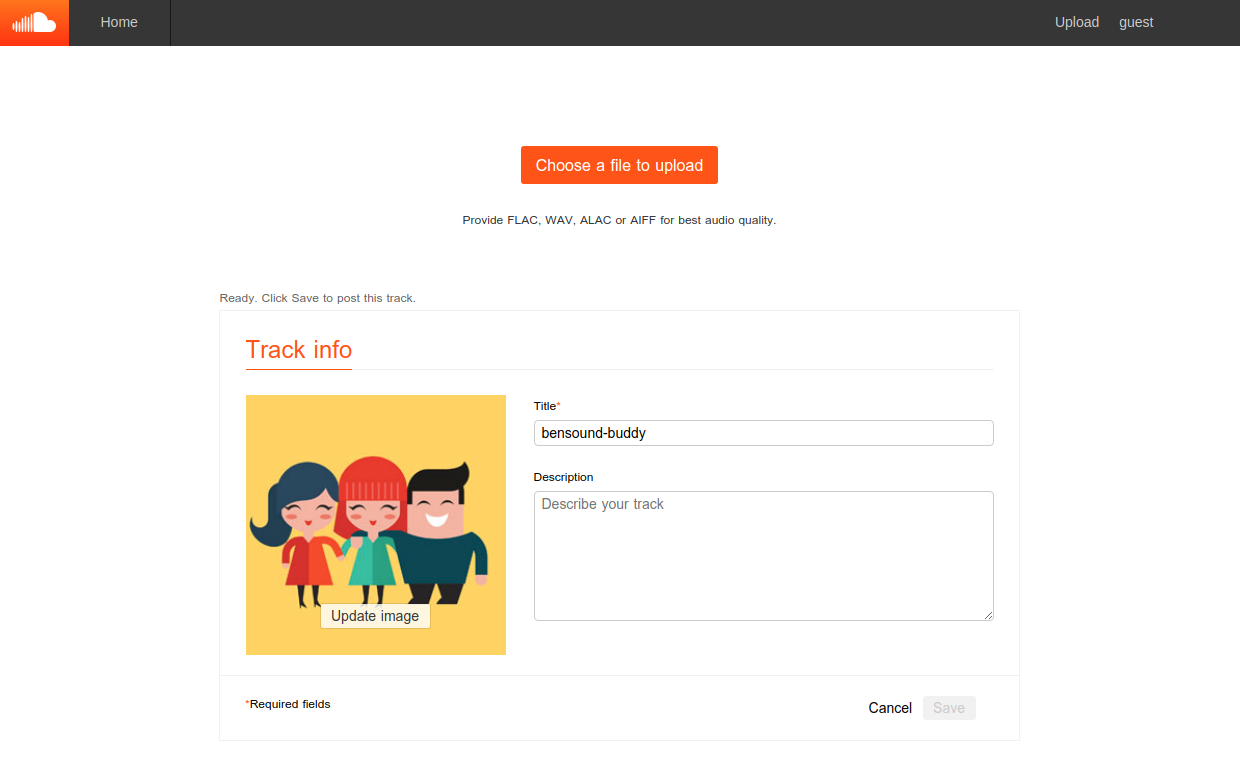 Home
Upload
guest
Choose a file to upload
Provide FLAC, WAV, ALAC or AIFF for best audio quality.
Ready. Click Save to post this track.
Track info
Title*
bensound-buddy
Description
Describe your track
Update image
*Required fields
Cancel
Save